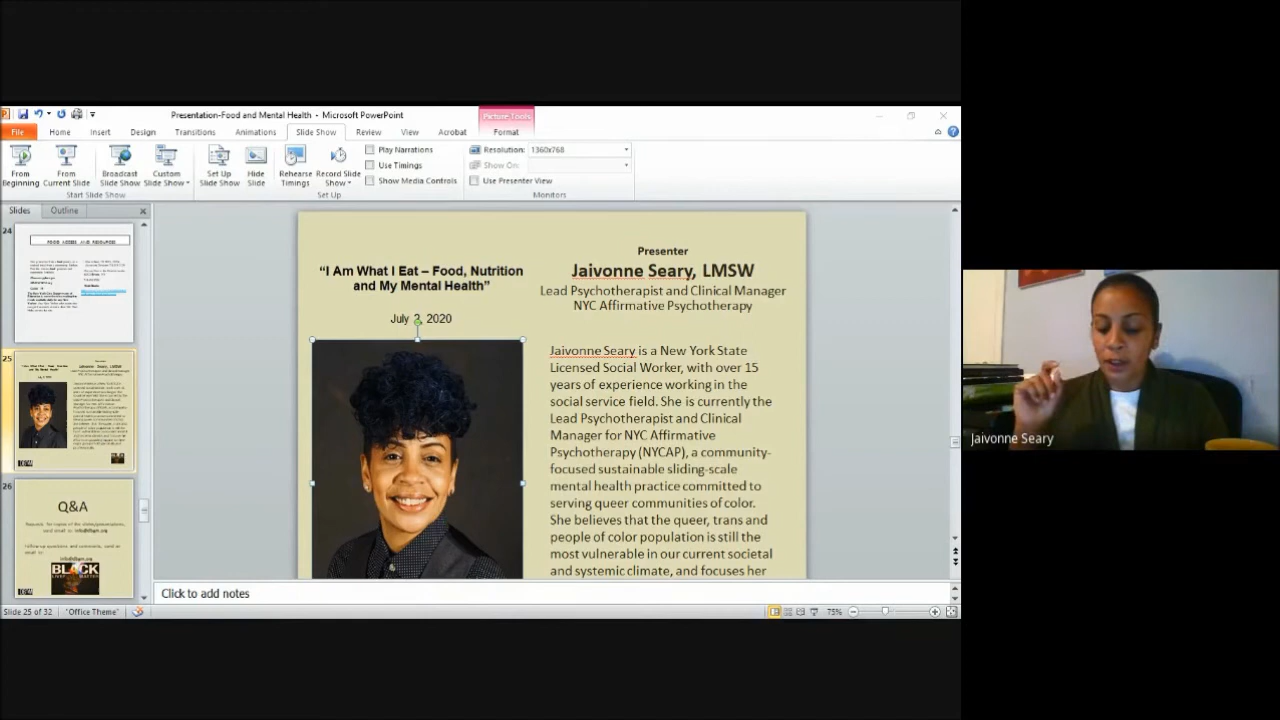 Presentation-Food and Mental Health - Microsoft PowerPoint
Picture Tools
File Home Insert Design Transitions Animations Slide Show Review View Acrobat Format
From Beginning
From Current Slide
Broadcast Slide Show
Custom Slide Show
Set Up Slide Show
Hide Slide
Rehearse Timings
Record Slide Show
Play Narrations
Use Timings
Show Media Controls
Resolution: 1360x768
Show On:
Use Presenter View
Start Slide Show
Set Up
Monitors
Slides Outline
24
FOOD ACCESS AND RESOURCES
25
26
Q&A
BLACK
“I Am What I Eat – Food, Nutrition
and My Mental Health”
July 2, 2020
Presenter
Jaivonne Seary, LMSW
Lead Psychotherapist and Clinical Manager
NYC Affirmative Psychotherapy
Jaivonne Seary is a New York State
Licensed Social Worker, with over 15
years of experience working in the
social service field. She is currently the
Lead Psychotherapist and Clinical
Manager for NYC Affirmative
Psychotherapy (NYCAP), a community-
focused sustainable sliding-scale
mental health practice committed to
serving queer communities of color.
She believes that the queer, trans and
people of color population is still the
most vulnerable in our current societal
and systemic climate, and focuses her
Click to add notes
Slide 25 of 32 "Office Theme" 75%
Jaivonne Seary